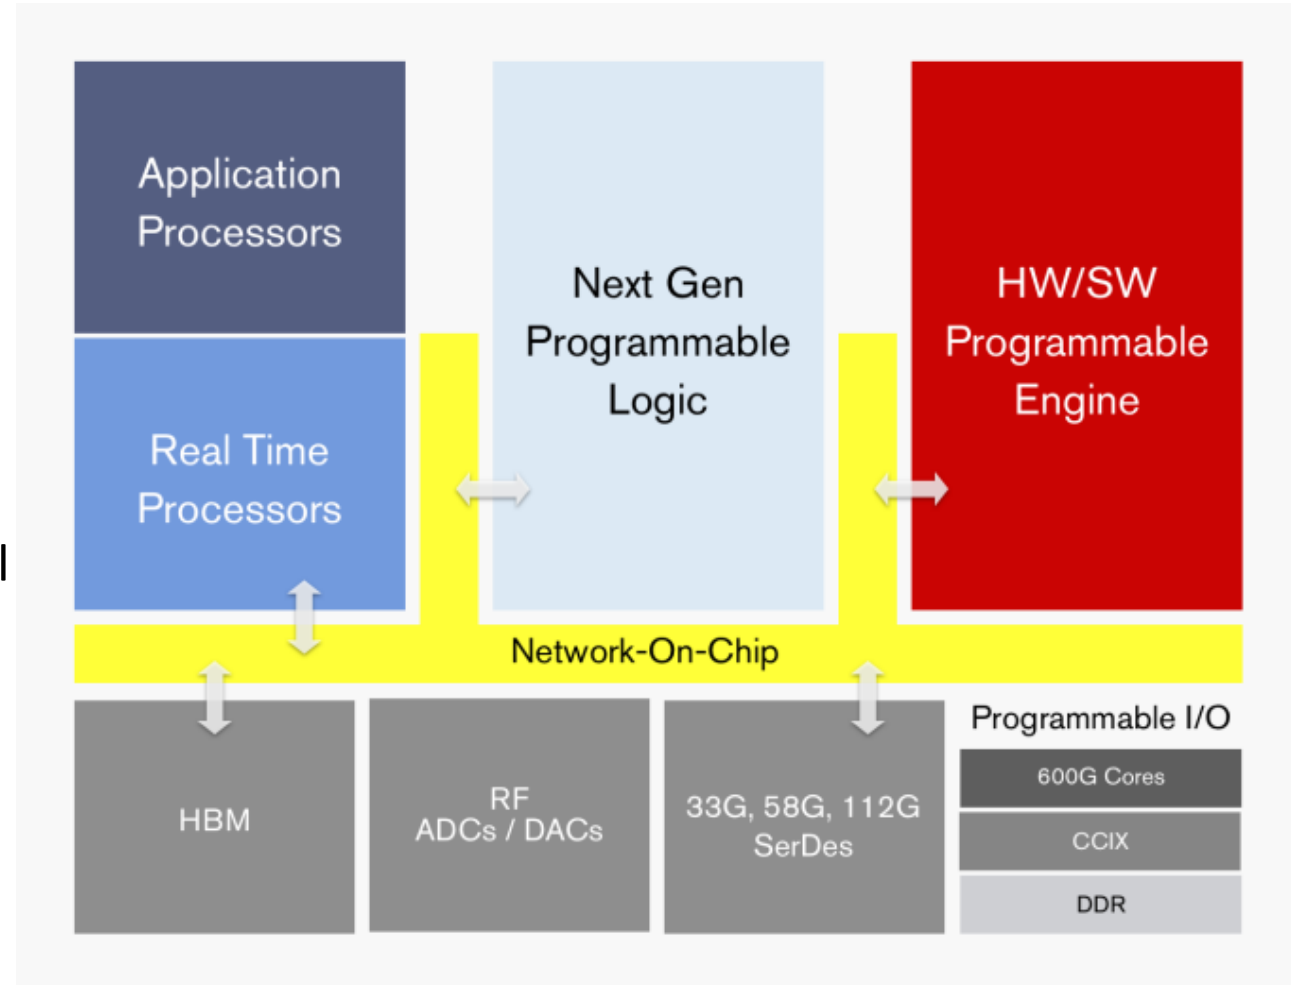 Application
Processors
Real Time
Processors
Next Gen
Programmable
Logic
HW/SW
Programmable
Engine
Network-On-Chip
HBM
RF
ADCs / DACs
33G, 58G, 112G
SerDes
Programmable I/O
600G Cores
CCIX
DDR